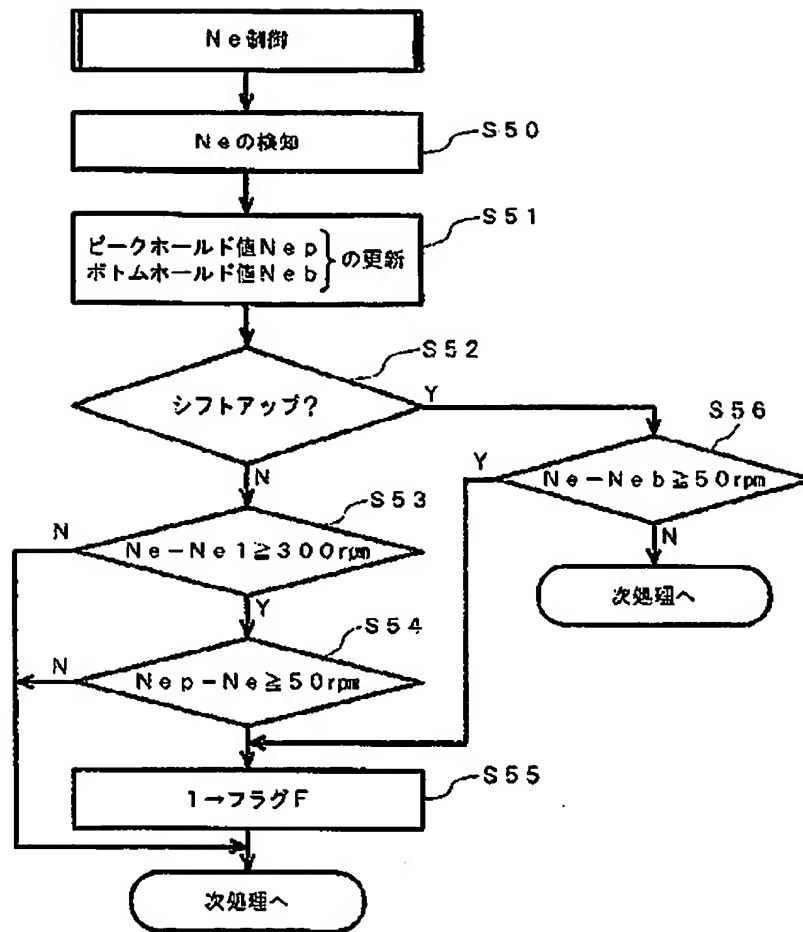 Ne制御
Neの検知
S50
S51
ピークホールド値Nep
ボトムホールド値Neb
の更新
S52
シフトアップ?
Y
N
S56
Y
Ne-Neb≧50rpm
N
次処理へ
S53
N
Ne-Ne1≧300rpm
Y
S54
N
Nep-Ne≧50rpm
S55
1→フラグF
次処理へ